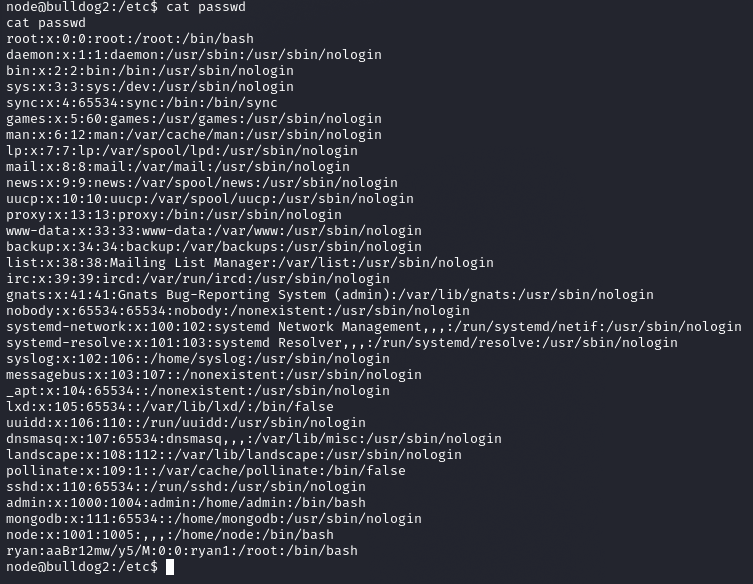 node@bulldog2:/etc$ cat passwd
cat passwd
root:x:0:0:root:/root:/bin/bash
daemon:x:1:1:daemon:/usr/sbin:/usr/sbin/nologin
bin:x:2:2:bin:/bin:/usr/sbin/nologin
sys:x:3:3:sys:/dev:/usr/sbin/nologin
sync:x:4:65534:sync:/bin:/bin/sync
games:x:5:60:games:/usr/games:/usr/sbin/nologin
man:x:6:12:man:/var/cache/man:/usr/sbin/nologin
lp:x:7:7:lp:/var/spool/lpd:/usr/sbin/nologin
mail:x:8:8:mail:/var/mail:/usr/sbin/nologin
news:x:9:9:news:/var/spool/news:/usr/sbin/nologin
uucp:x:10:10:uucp:/var/spool/uucp:/usr/sbin/nologin
proxy:x:13:13:proxy:/bin:/usr/sbin/nologin
www-data:x:33:33:www-data:/var/www:/usr/sbin/nologin
backup:x:34:34:backup:/var/backups:/usr/sbin/nologin
list:x:38:38:Mailing List Manager:/var/list:/usr/sbin/nologin
irc:x:39:39:ircd:/var/run/ircd:/usr/sbin/nologin
gnats:x:41:41:Gnats Bug-Reporting System (admin):/var/lib/gnats:/usr/sbin/nologin
nobody:x:65534:65534:nobody:/nonexistent:/usr/sbin/nologin
systemd-network:x:100:102:systemd Network Management,,,:/run/systemd/netif:/usr/sbin/nologin
systemd-resolve:x:101:103:systemd Resolver,,,:/run/systemd/resolve:/usr/sbin/nologin
syslog:x:102:106::/home/syslog:/usr/sbin/nologin
messagebus:x:103:107::/nonexistent:/usr/sbin/nologin
_apt:x:104:65534::/nonexistent:/usr/sbin/nologin
lxd:x:105:65534::/var/lib/lxd/:/bin/false
uuidd:x:106:110::/run/uuidd:/usr/sbin/nologin
dnsmasq:x:107:65534:dnsmasq,,,:/var/lib/misc:/usr/sbin/nologin
landscape:x:108:112::/var/lib/landscape:/usr/sbin/nologin
pollinate:x:109:1::/var/cache/pollinate:/bin/false
sshd:x:110:65534::/run/sshd:/usr/sbin/nologin
admin:x:1000:1004:admin:/home/admin:/bin/bash
mongodb:x:111:65534::/home/mongodb:/usr/sbin/nologin
node:x:1001:1005:,,,:/home/node:/bin/bash
ryan:aaBr12mw/y5/M:0:0:ryan1:/root:/bin/bash
node@bulldog2:/etc$